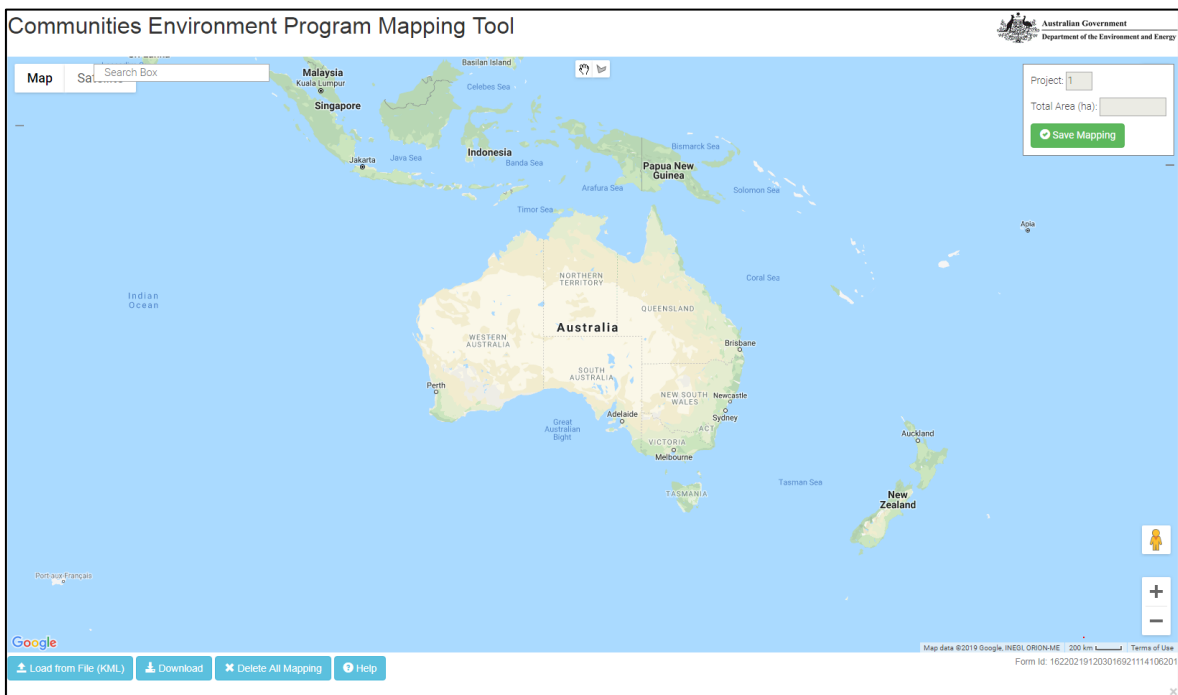 Communities Environment Program Mapping Tool
Australian Government
Department of the Environment and Energy
Map
Search Box
Project: 1
Total Area (ha):
Save Mapping
Basilan Island
Malaysia
Kuala Lumpur
Celebes Sea
Singapore
Jakarta
Java Sea
Indonesia
Banda Sea
Bismarck Sea
Papua New
Guinea
Arafura Sea
Solomon Sea
Timor Sea
Apia
NORTHERN
TERRITORY
Coral Sea
Indian
Ocean
QUEENSLAND
Australia
WESTERN
AUSTRALIA
Brisbane
SOUTH
AUSTRALIA
Perth
NEW SOUTH
WALES
Newcastle
Adelaide
Sydney
Great
Australian
Bight
ACT
VICTORIA
Melbourne
Auckland
Tasman Sea
TASMANIA
New
Zealand
Port-aux-Français
Google
Map data ©2019 Google, INEGI, ORION-ME
200 km
Terms of Use
Load from File (KML)
Download
Delete All Mapping
Help
Form Id: 16220219120301692111410620​1